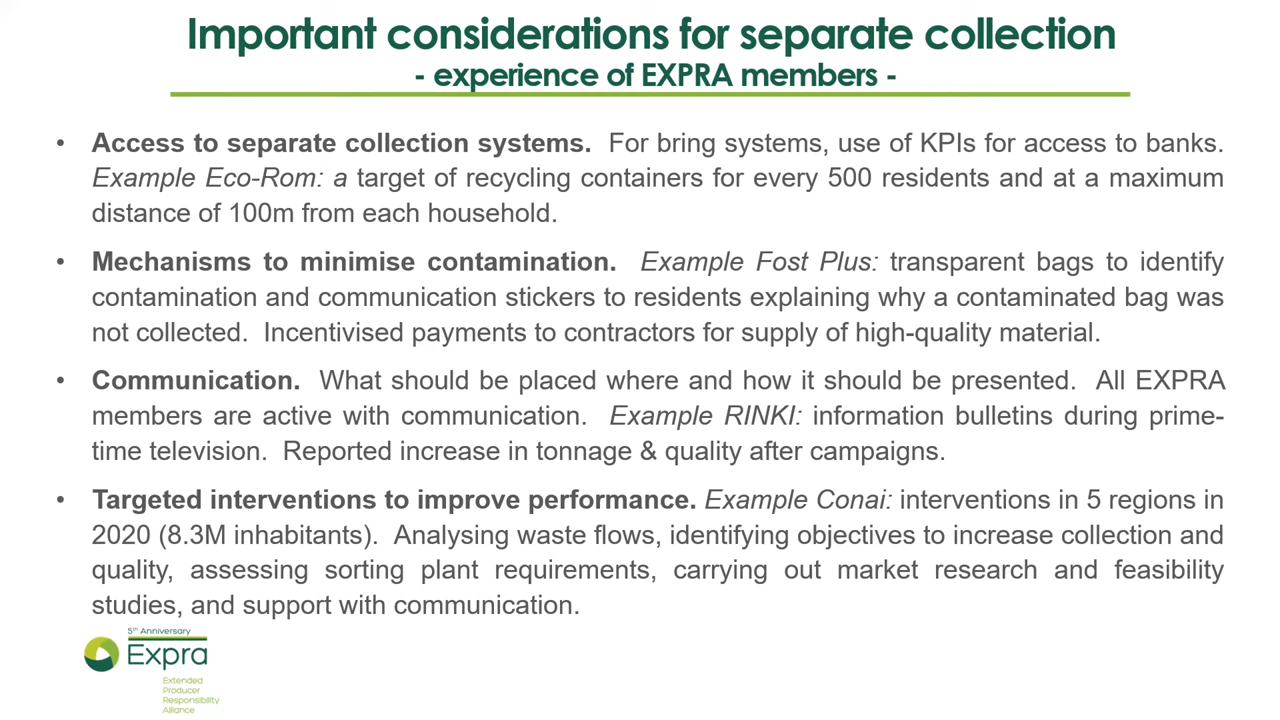 Important considerations for separate collection
- experience of EXPRA members -
• Access to separate collection systems. For bring systems, use of KPIs for access to banks.
Example Eco-Rom: a target of recycling containers for every 500 residents and at a maximum
distance of 100m from each household.
• Mechanisms to minimise contamination. Example Fost Plus: transparent bags to identify
contamination and communication stickers to residents explaining why a contaminated bag was
not collected. Incentivised payments to contractors for supply of high-quality material.
• Communication. What should be placed where and how it should be presented. All EXPRA
members are active with communication. Example RINKI: information bulletins during prime-
time television. Reported increase in tonnage & quality after campaigns.
• Targeted interventions to improve performance. Example Conai: interventions in 5 regions in
2020 (8.3M inhabitants). Analysing waste flows, identifying objectives to increase collection and
quality, assessing sorting plant requirements, carrying out market research and feasibility
studies, and support with communication.
5th Anniversary
Expra
Extended
Producer
Responsibility
Alliance